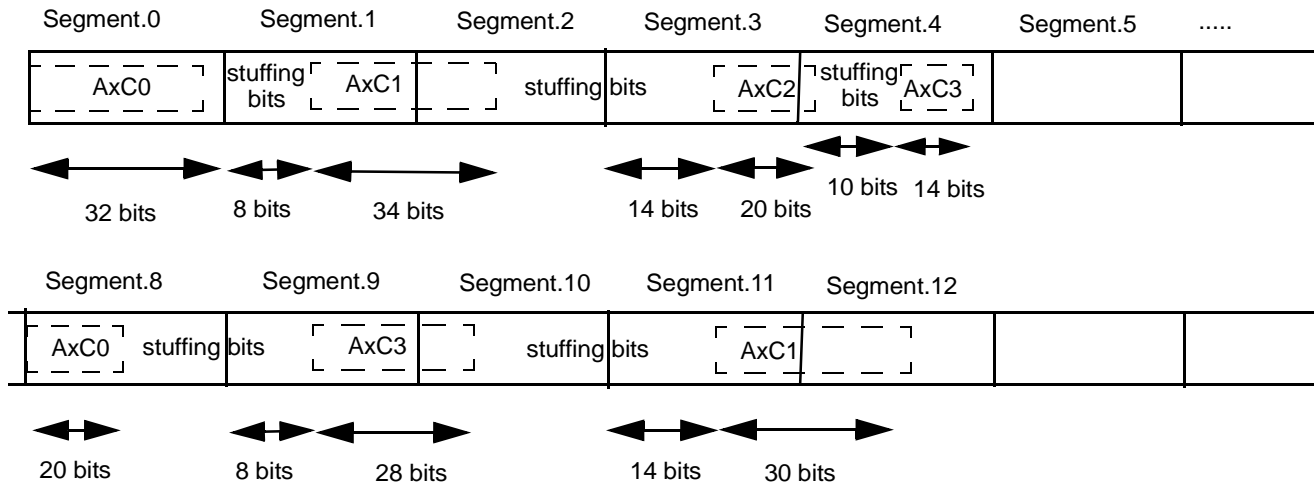 Segment.0 Segment.1 Segment.2 Segment.3 Segment.4 Segment.5 .....
AxC0 stuffing bits AxC1 stuffing bits AxC2 stuffing bits AxC3
32 bits 8 bits 34 bits 14 bits 20 bits 10 bits 14 bits
Segment.8 Segment.9 Segment.10 Segment.11 Segment.12
AxC0 stuffing bits AxC3 stuffing bits AxC1
20 bits 8 bits 28 bits 14 bits 30 bits